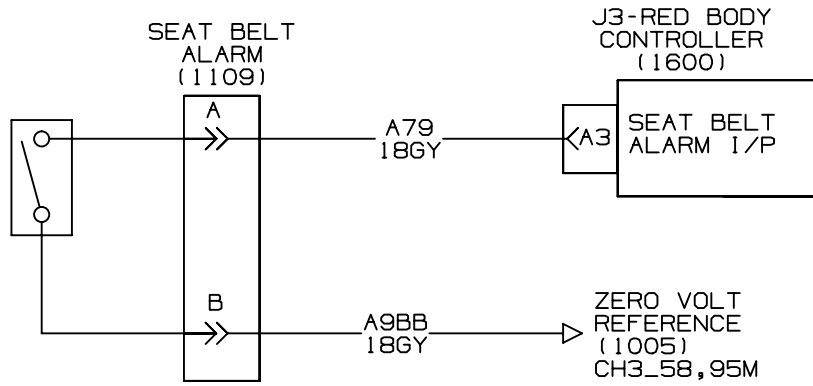 SEAT BELT
ALARM
(1109)
J3-RED BODY
CONTROLLER
(1600)
A
A79
18GY
A3
SEAT BELT
ALARM I/P
B
A9BB
18GY
ZERO VOLT
REFERENCE
(1005)
CH3_58,95M